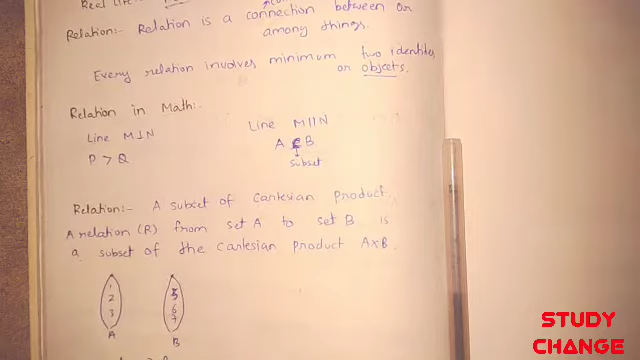 Real Life :-
Relation:- Relation is a connection between or
among things.
Every relation involves minimum two identities
or objects.
Relation in Math:-
Line M⊥N
Line M||N
P > Q
A ⊂ B
subset
Relation:- A subset of Cartesian product.
A relation (R) from set A to set B is
a subset of the Cartesian product A×B.
1
2
3
A
5
6
7
B
STUDY
CHANGE